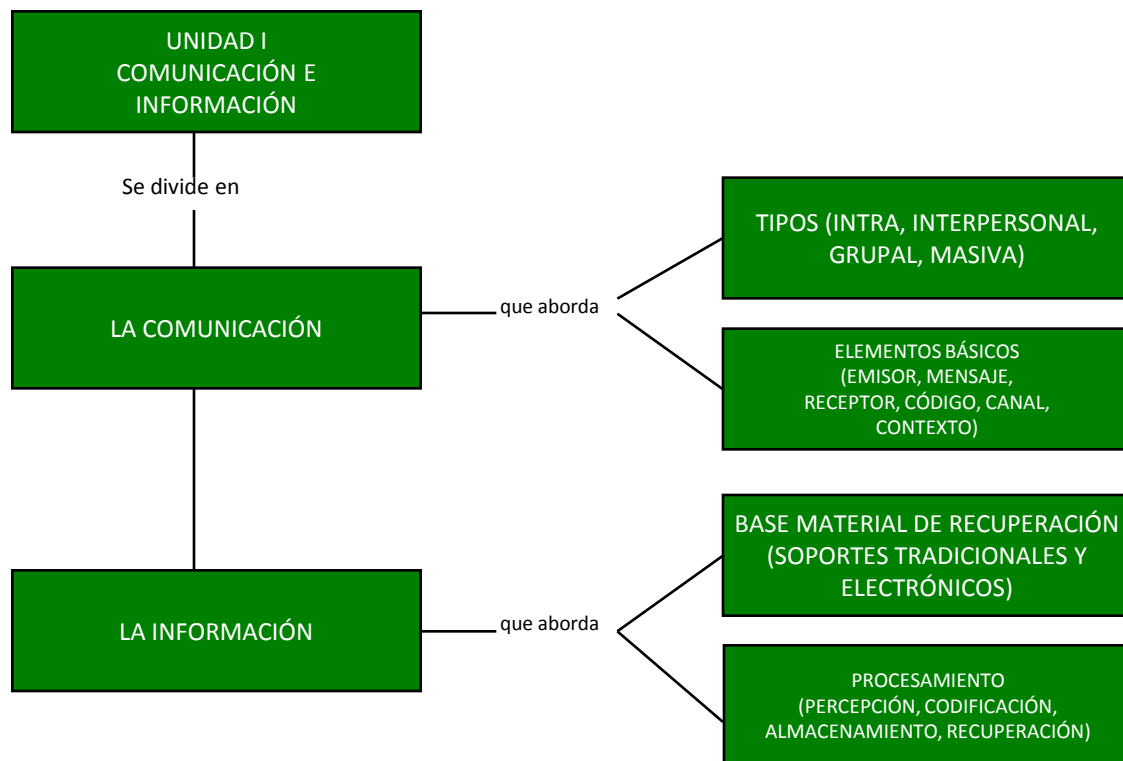 UNIDAD I
COMUNICACIÓN E
INFORMACIÓN
Se divide en
LA COMUNICACIÓN
que aborda
TIPOS (INTRA, INTERPERSONAL,
GRUPAL, MASIVA)
ELEMENTOS BÁSICOS
(EMISOR, MENSAJE,
RECEPTOR, CÓDIGO, CANAL,
CONTEXTO)
LA INFORMACIÓN
que aborda
BASE MATERIAL DE RECUPERACIÓN
(SOPORTES TRADICIONALES Y
ELECTRÓNICOS)
PROCESAMIENTO
(PERCEPCIÓN, CODIFICACIÓN,
ALMACENAMIENTO, RECUPERACIÓN)